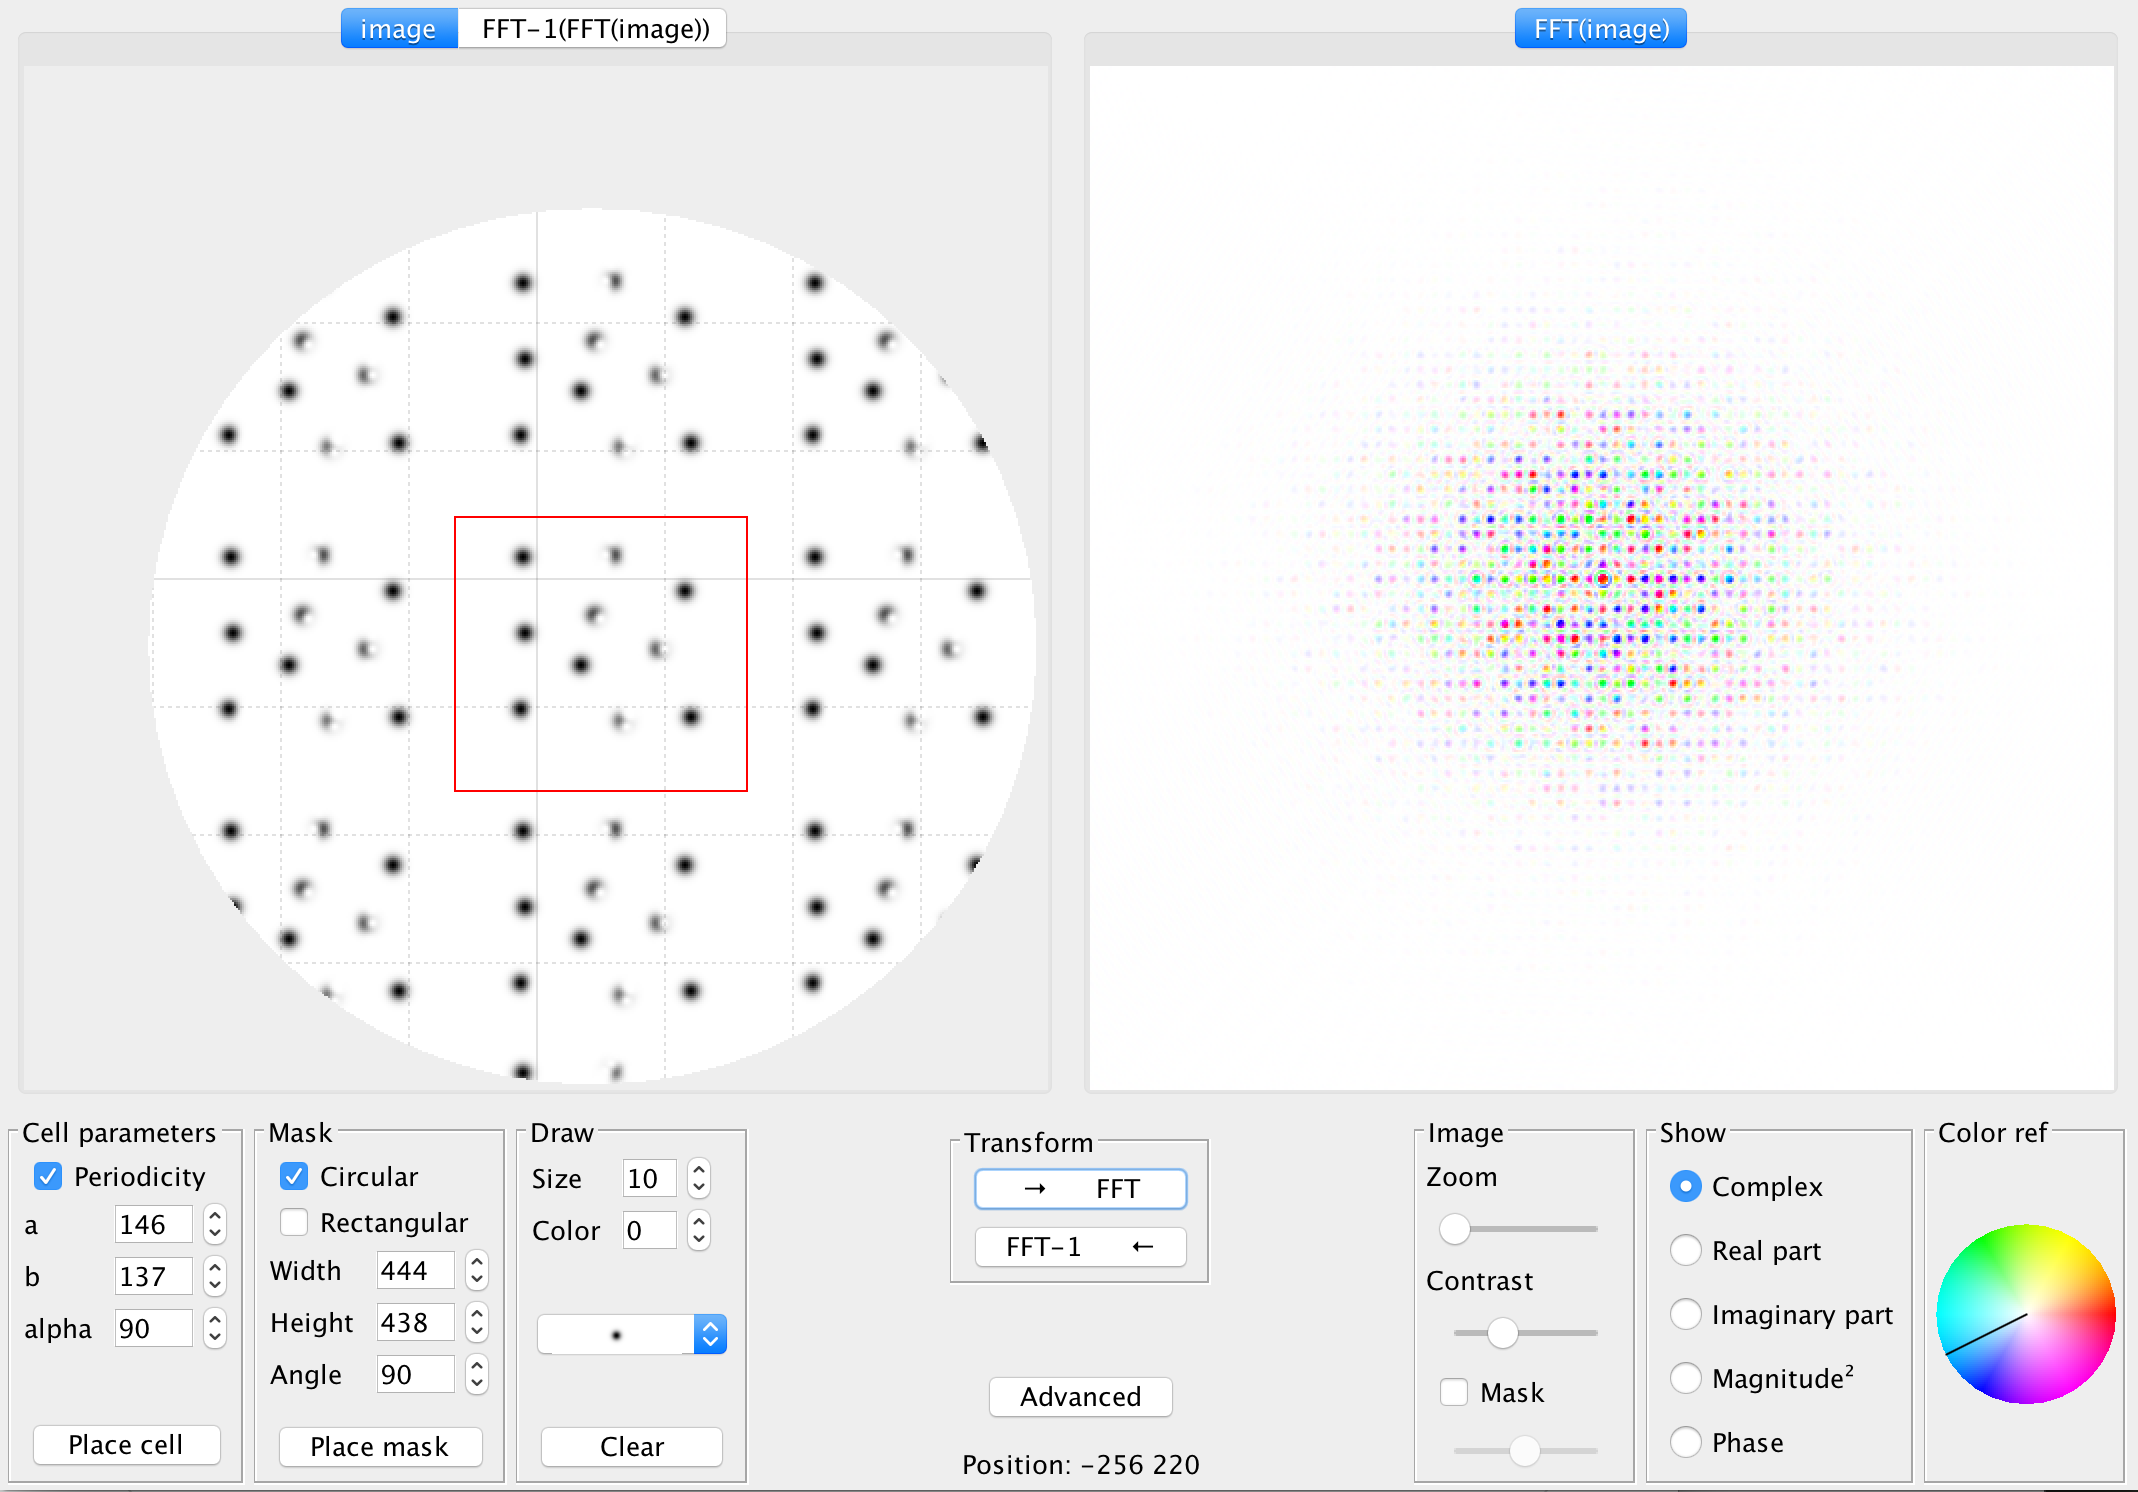 image FFT-1(FFT(image)) FFT(image)
Cell parameters
Periodicity
a 146
b 137
alpha 90
Place cell
Mask
Circular
Rectangular
Width 444
Height 438
Angle 90
Place mask
Draw
Size 10
Color 0
Clear
Transform
→ FFT
FFT-1 ←
Advanced
Position: -256 220
Image
Zoom
Contrast
Mask
Show
Complex
Real part
Imaginary part
Magnitude²
Phase
Color ref